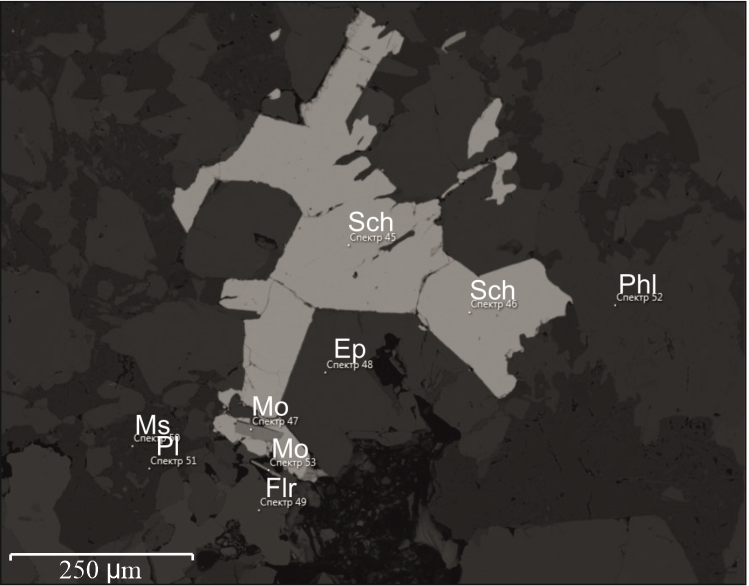 Sch
Спектр 45
Sch
Спектр 46
Phl
Спектр 52
Ep
Спектр 48
Mo
Спектр 47
Ms
Pl
Спектр 51
Mo
Спектр 53
Flr
Спектр 49
250 µm